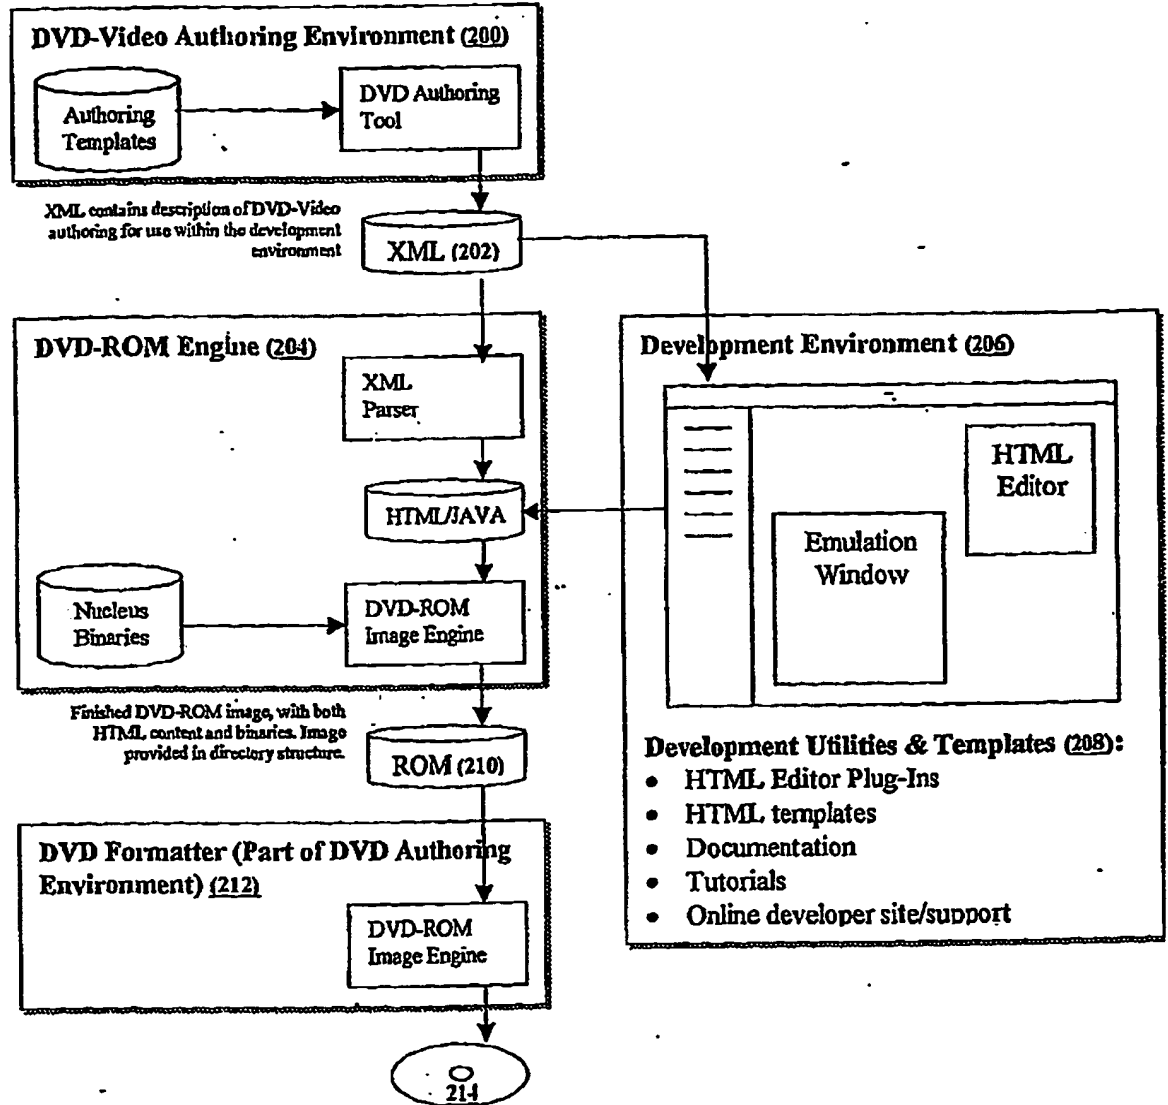 DVD-Video Authoring Environment (200)
Authoring
Templates
DVD Authoring
Tool
XML contains description of DVD-Video
authoring for use within the development
environment
XML (202)
DVD-ROM Engine (204)
XML
Parser
HTML/JAVA
Nucleus
Binaries
DVD-ROM
Image Engine
Finished DVD-ROM image, with both
HTML content and binaries. Image
provided in directory structure.
ROM (210)
DVD Formatter (Part of DVD Authoring
Environment) (212)
DVD-ROM
Image Engine
214
Development Environment (206)
HTML
Editor
Emulation
Window
Development Utilities & Templates (208):
• HTML Editor Plug-Ins
• HTML templates
• Documentation
• Tutorials
• Online developer site/support